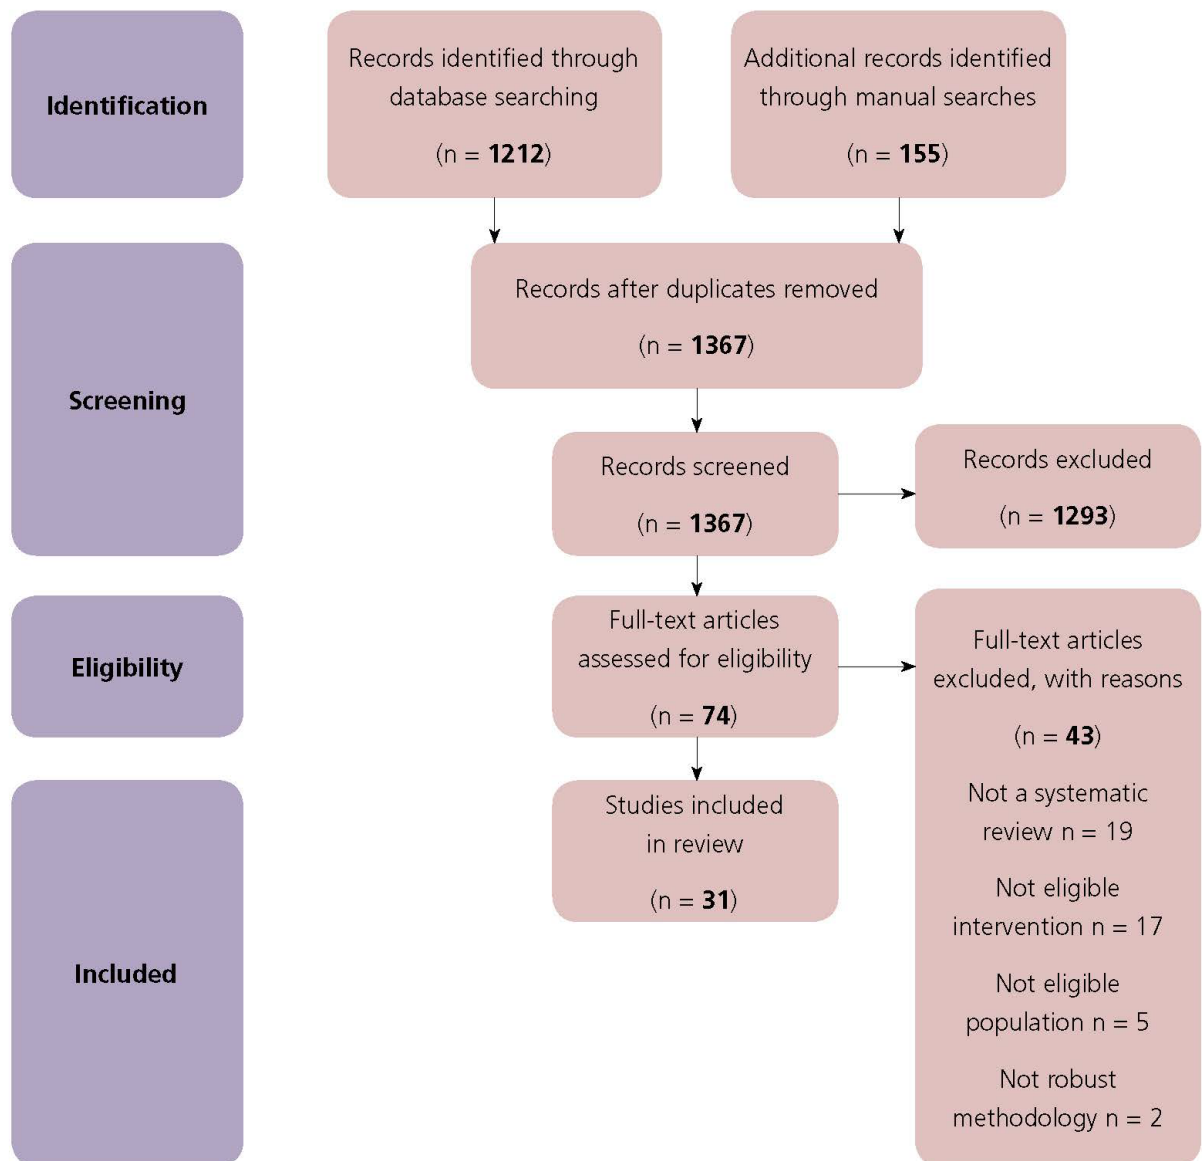 Identification
Records identified through
database searching
(n = 1212)
Additional records identified
through manual searches
(n = 155)
Screening
Records after duplicates removed
(n = 1367)
Records screened
(n = 1367)
Records excluded
(n = 1293)
Eligibility
Full-text articles
assessed for eligibility
(n = 74)
Full-text articles
excluded, with reasons
(n = 43)
Not a systematic
review n = 19
Not eligible
intervention n = 17
Not eligible
population n = 5
Not robust
methodology n = 2
Included
Studies included
in review
(n = 31)